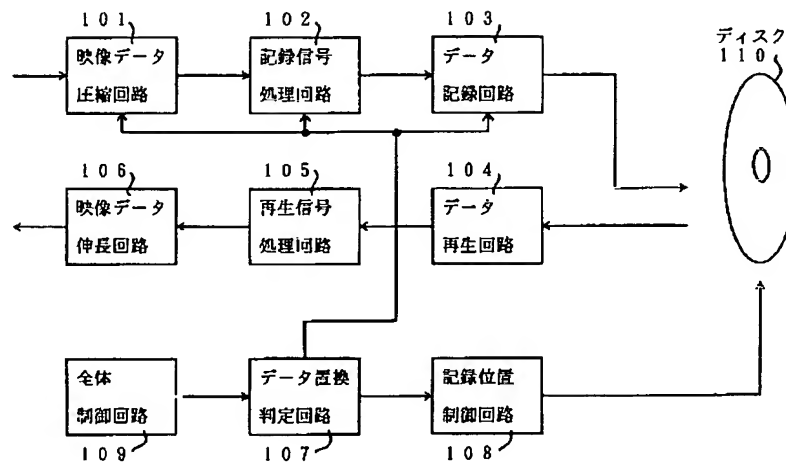 101
映像データ
圧縮回路
102
記録信号
処理回路
103
データ
記録回路
ディスク
110
106
映像データ
伸長回路
105
再生信号
処理回路
104
データ
再生回路
全体
制御回路
109
データ置換
判定回路
107
記録位置
制御回路
108